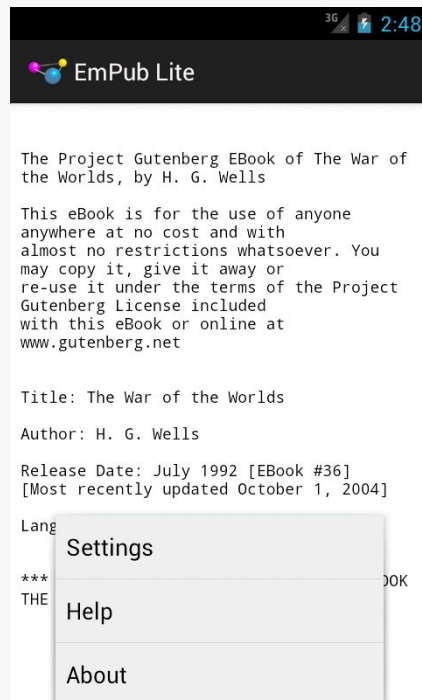 3G 2:48
EmPub Lite
The Project Gutenberg EBook of The War of
the Worlds, by H. G. Wells
This eBook is for the use of anyone
anywhere at no cost and with
almost no restrictions whatsoever. You
may copy it, give it away or
re-use it under the terms of the Project
Gutenberg License included
with this eBook or online at
www.gutenberg.net
Title: The War of the Worlds
Author: H. G. Wells
Release Date: July 1992 [EBook #36]
[Most recently updated October 1, 2004]
Lang
Settings
***
THE
Help
About